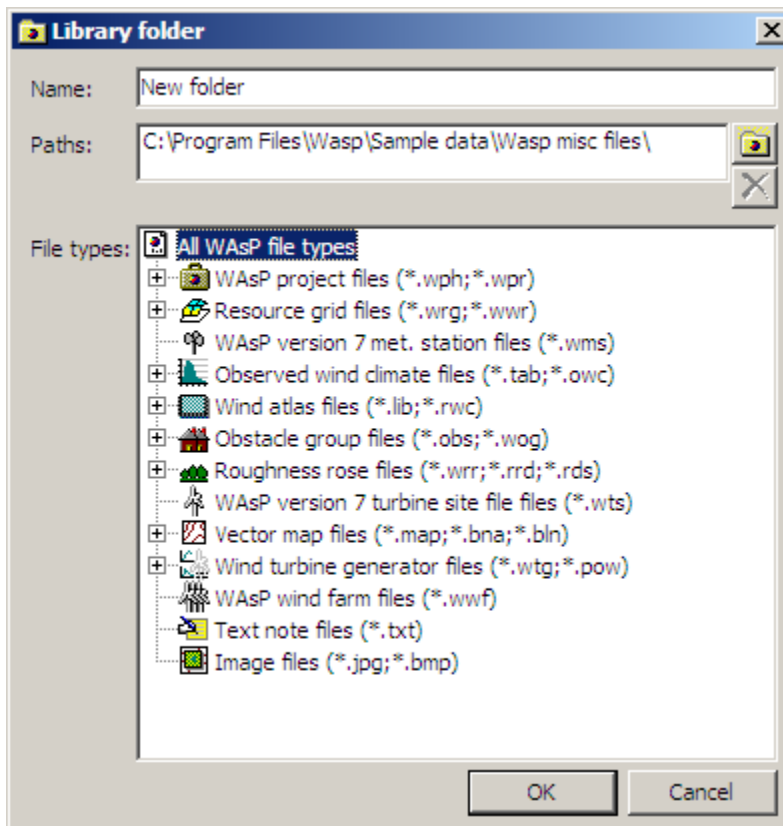 Library folder
Name: New folder
Paths: C:\Program Files\Wasp\Sample data\Wasp misc files\
File types: All WAsP file types
WAsP project files (*.wph;*.wpr)
Resource grid files (*.wrg;*.wwr)
WAsP version 7 met. station files (*.wms)
Observed wind climate files (*.tab;*.owc)
Wind atlas files (*.lib;*.rwc)
Obstacle group files (*.obs;*.wog)
Roughness rose files (*.wrr;*.rrd;*.rds)
WAsP version 7 turbine site file files (*.wts)
Vector map files (*.map;*.bna;*.bln)
Wind turbine generator files (*.wtg;*.pow)
WAsP wind farm files (*.wwf)
Text note files (*.txt)
Image files (*.jpg;*.bmp)
OK Cancel